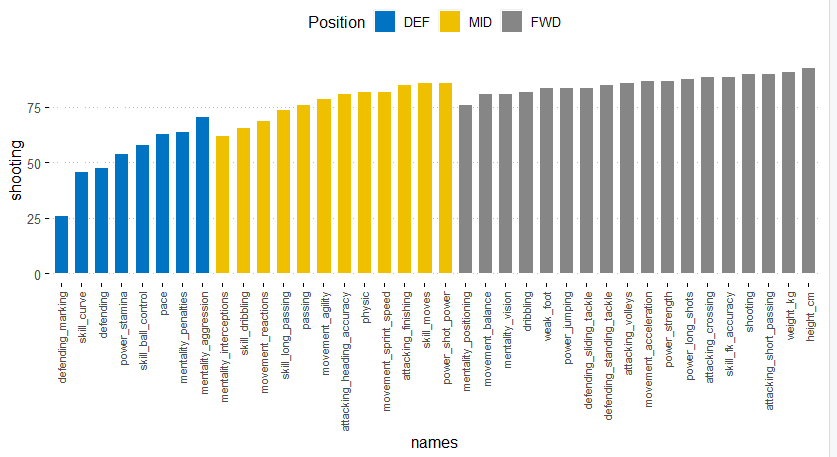 Position DEF MID FWD
shooting
75
50
25
0
defending_marking
skill_curve
defending
power_stamina
skill_ball_control
pace
mentality_penalties
mentality_aggression
mentality_interceptions
skill_dribbling
movement_reactions
skill_long_passing
passing
movement_agility
attacking_heading_accuracy
physic
movement_sprint_speed
attacking_finishing
skill_moves
power_shot_power
mentality_positioning
movement_balance
mentality_vision
dribbling
weak_foot
power_jumping
defending_sliding_tackle
defending_standing_tackle
attacking_volleys
movement_acceleration
power_strength
power_long_shots
attacking_crossing
skill_fk_accuracy
shooting
attacking_short_passing
weight_kg
height_cm
names